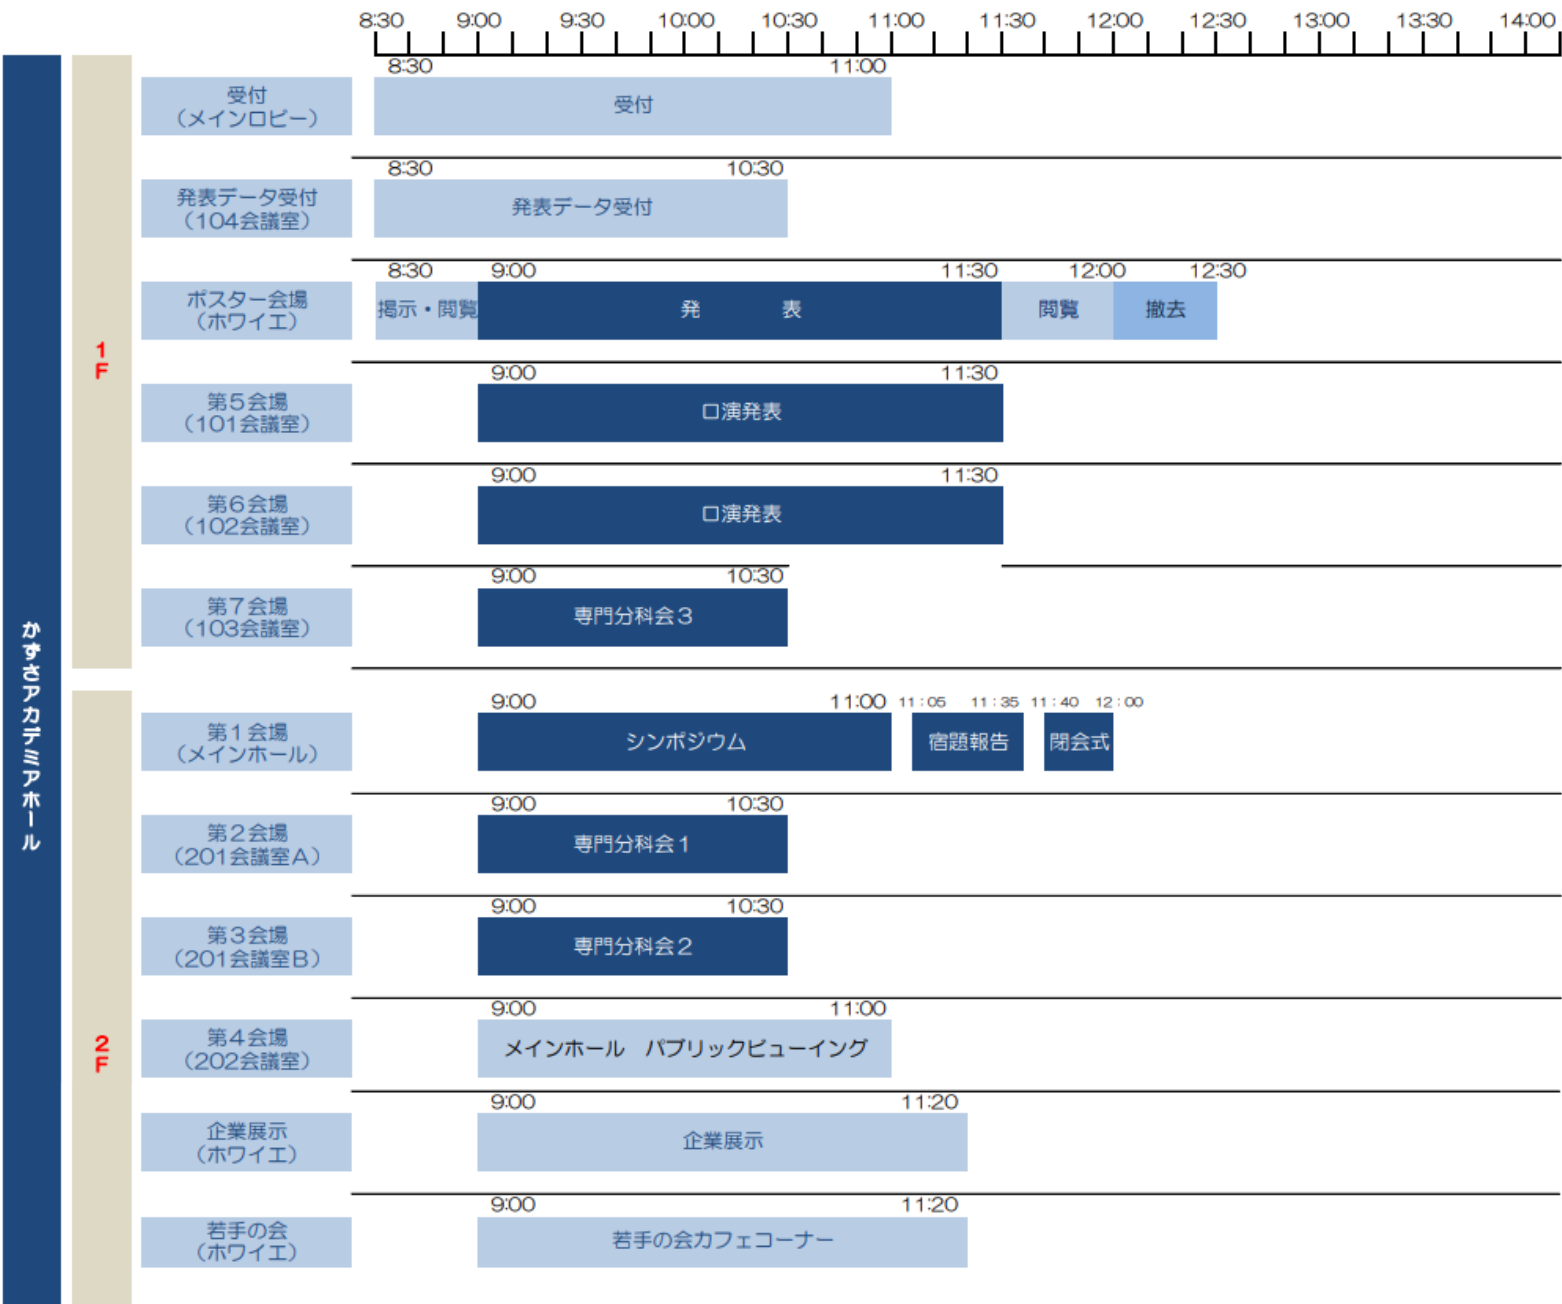 8:30 9:00 9:30 10:00 10:30 11:00 11:30 12:00 12:30 13:00 13:30 14:00
かずさアカデミアホール
1F
受付
（メインロビー）
8:30 11:00
受付
発表データ受付
（104会議室）
8:30 10:30
発表データ受付
ポスター会場
（ホワイエ）
8:30 9:00 11:30 12:00 12:30
掲示・閲覧 発 表 閲覧 撤去
第５会場
（101会議室）
9:00 11:30
口演発表
第６会場
（102会議室）
9:00 11:30
口演発表
第７会場
（103会議室）
9:00 10:30
専門分科会３
2F
第１会場
（メインホール）
9:00 11:00 11：05 11：35 11：40 12：00
シンポジウム 宿題報告 閉会式
第２会場
（201会議室A）
9:00 10:30
専門分科会１
第３会場
（201会議室B）
9:00 10:30
専門分科会２
第４会場
（202会議室）
9:00 11:00
メインホール　パブリックビューイング
企業展示
（ホワイエ）
9:00 11:20
企業展示
若手の会
（ホワイエ）
9:00 11:20
若手の会カフェコーナー